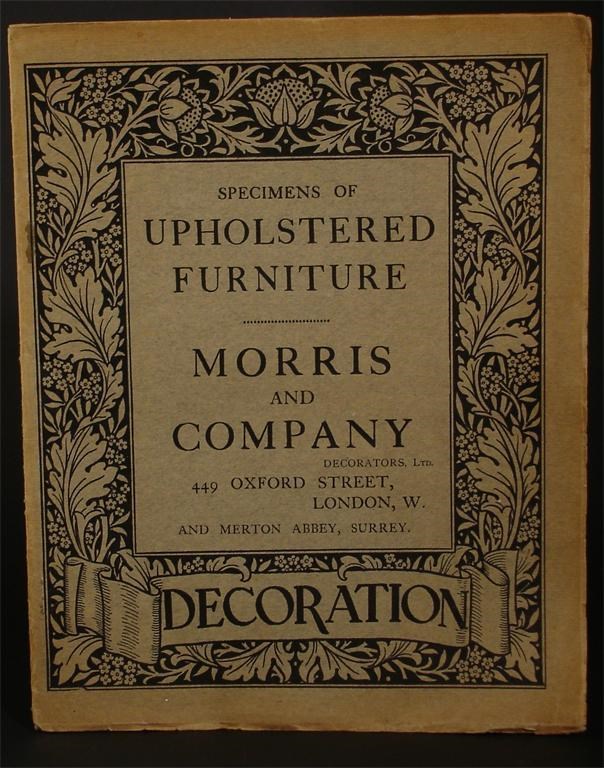 SPECIMENS OF
UPHOLSTERED
FURNITURE
MORRIS
AND
COMPANY
DECORATORS, LTD.
449 OXFORD STREET,
LONDON, W.
AND MERTON ABBEY, SURREY.
DECORATION